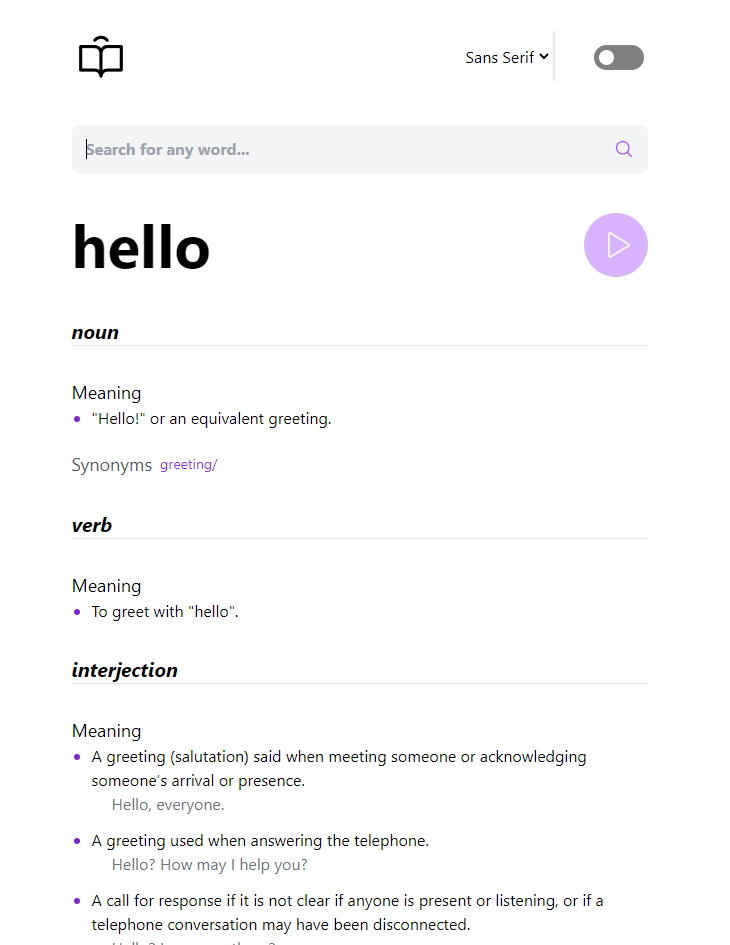 Sans Serif
Search for any word...
hello
noun
Meaning
"Hello!" or an equivalent greeting.
Synonyms greeting/
verb
Meaning
To greet with "hello".
interjection
Meaning
A greeting (salutation) said when meeting someone or acknowledging
someone’s arrival or presence.
Hello, everyone.
A greeting used when answering the telephone.
Hello? How may I help you?
A call for response if it is not clear if anyone is present or listening, or if a
telephone conversation may have been disconnected.